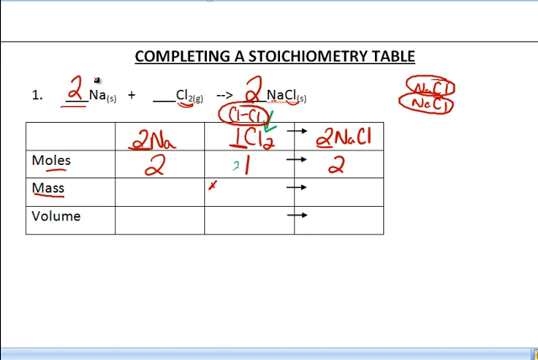 COMPLETING A STOICHIOMETRY TABLE
1. 2 Na(s) + __ Cl2(g) --> 2 NaCl(s)
NaCl
NaCl
Cl-Cl
2Na 1Cl2 → 2NaCl
Moles 2 1 → 2
Mass →
Volume →